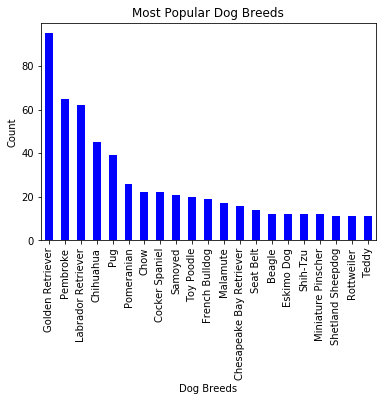 Most Popular Dog Breeds
Count
80
60
40
20
0
Golden Retriever
Pembroke
Labrador Retriever
Chihuahua
Pug
Pomeranian
Chow
Cocker Spaniel
Samoyed
Toy Poodle
French Bulldog
Malamute
Chesapeake Bay Retriever
Seat Belt
Beagle
Eskimo Dog
Shih-Tzu
Miniature Pinscher
Shetland Sheepdog
Rottweiler
Teddy
Dog Breeds